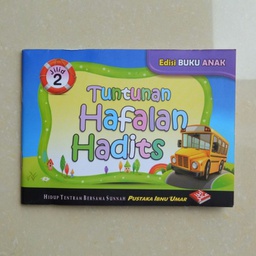 Jilid
2
Edisi BUKU ANAK
Tuntunan
Hafalan
Hadits
HIDUP TENTRAM BERSAMA SUNNAH PUSTAKA IBNU 'UMAR